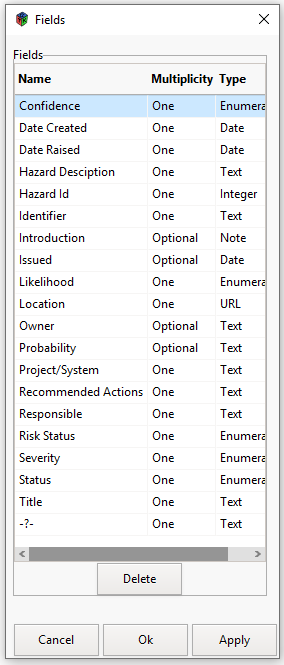 Fields
Fields
Name Multiplicity Type
Confidence One Enumera
Date Created One Date
Date Raised One Date
Hazard Desciption One Text
Hazard Id One Integer
Identifier One Text
Introduction Optional Note
Issued Optional Date
Likelihood One Enumera
Location One URL
Owner Optional Text
Probability Optional Text
Project/System One Text
Recommended Actions One Text
Responsible One Text
Risk Status One Enumera
Severity One Enumera
Status One Enumera
Title One Text
-?- One Text
Delete
Cancel Ok Apply